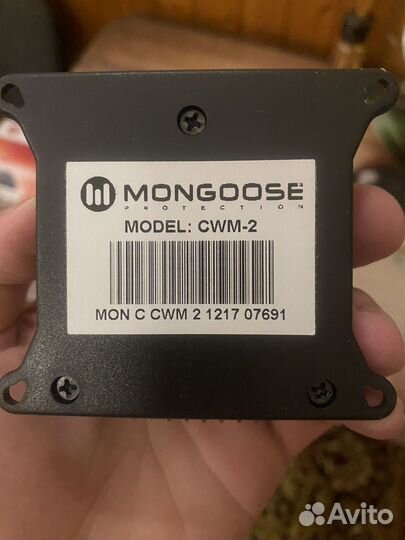 MONGOOSE
PROTECTION
MODEL: CWM-2
MON C CWM 2 1217 07691
Avito